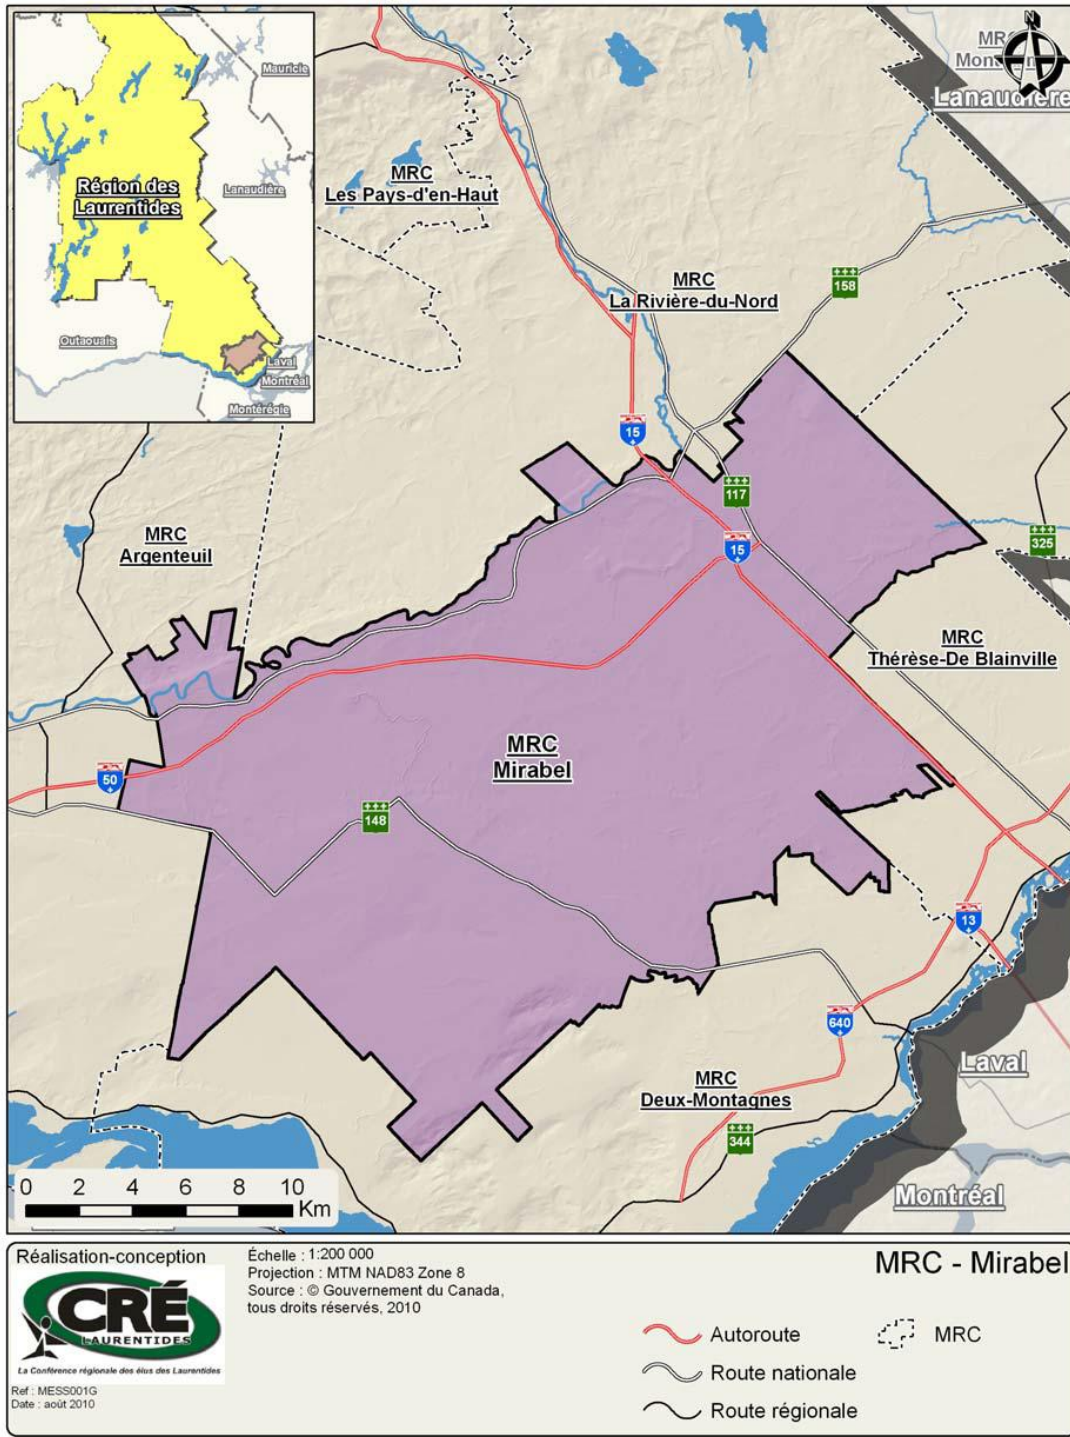 Mauricie
Région des
Laurentides
Lanaudière
Outaouais
Laval
Montréal
Montérégie
N
MRC
Lanaudière
MRC
Les Pays-d'en-Haut
MRC
La Rivière-du-Nord
158
15
117
15
325
MRC
Argenteuil
MRC
Thérèse-De Blainville
MRC
Mirabel
50
148
13
640
MRC
Deux-Montagnes
344
Laval
Montréal
0 2 4 6 8 10
Km
Réalisation-conception
CRÉ
LAURENTIDES
La Conférence régionale des élus des Laurentides
Ref : MESS001G
Date : août 2010
Échelle : 1:200 000
Projection : MTM NAD83 Zone 8
Source : © Gouvernement du Canada,
tous droits réservés, 2010
MRC - Mirabel
Autoroute
MRC
Route nationale
Route régionale